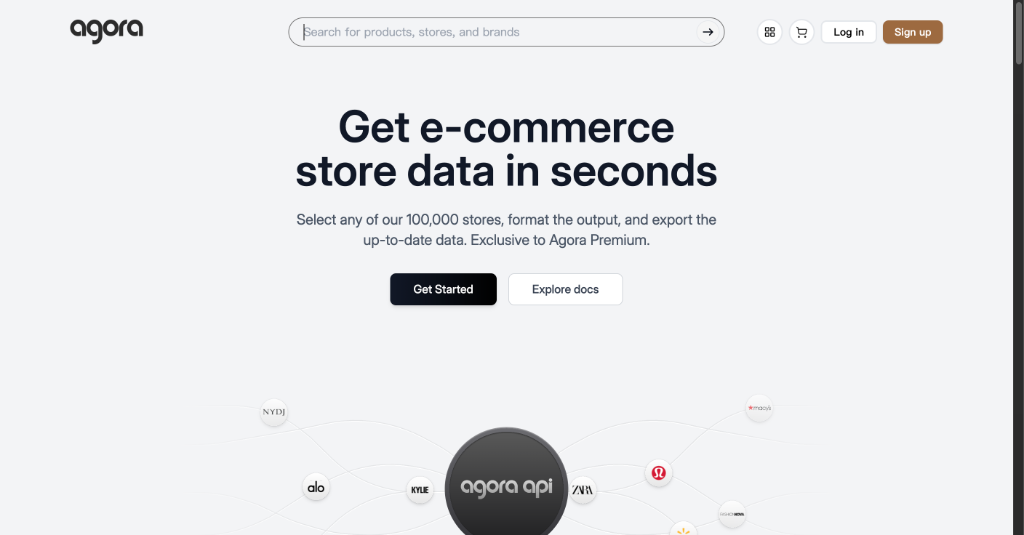 agora
Search for products, stores, and brands
Log in
Sign up
Get e-commerce
store data in seconds
Select any of our 100,000 stores, format the output, and export the
up-to-date data. Exclusive to Agora Premium.
Get Started
Explore docs
NYDJ
macy's
alo
KYLIE
agora api
ZARA